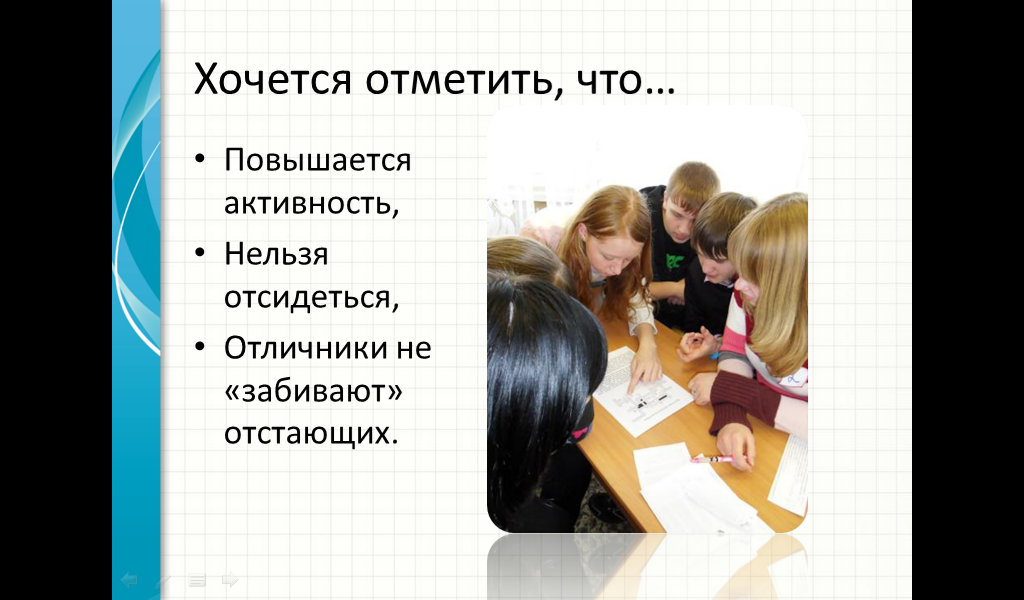 Хочется отметить, что…
• Повышается
активность,
• Нельзя
отсидеться,
• Отличники не
«забивают»
отстающих.